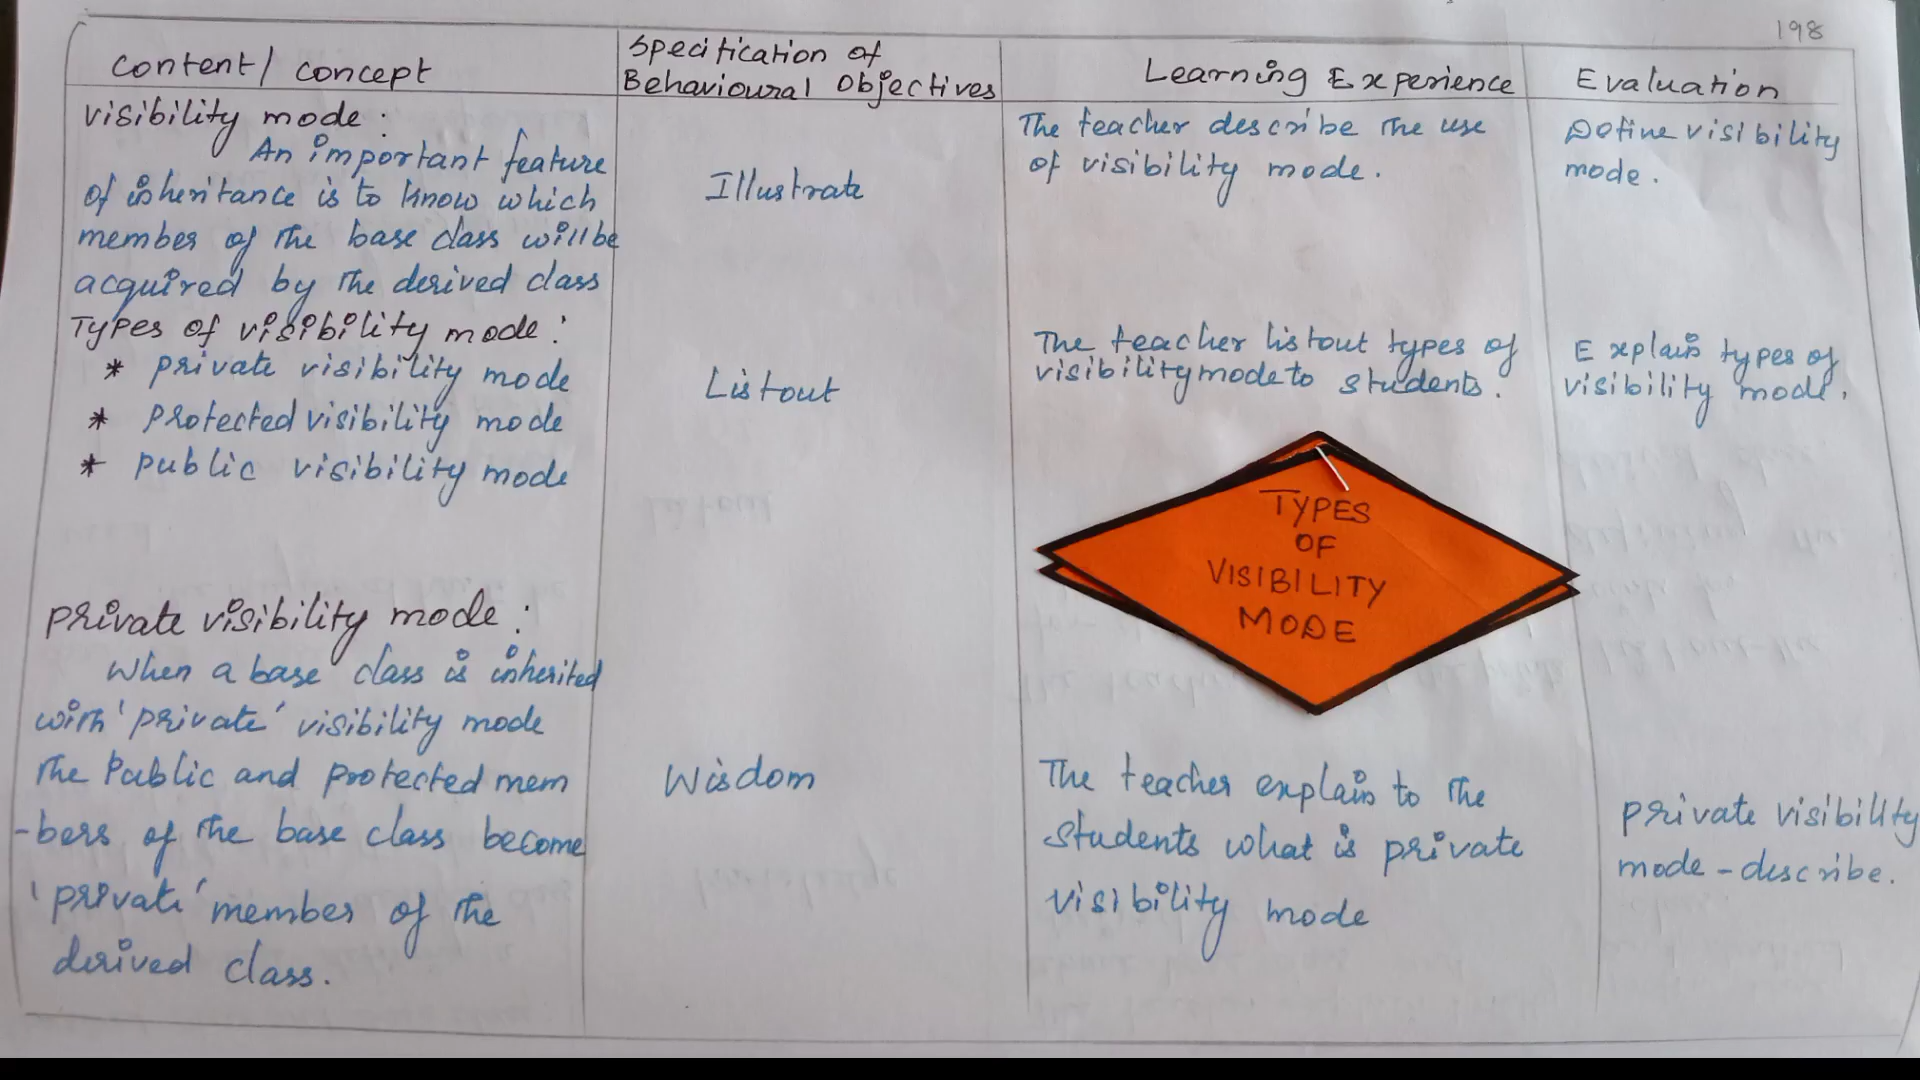 198
Content/ concept
Specification of
Behavioural Objectives
Learning Experience
Evaluation
visibility mode :
An important feature
of inheritance is to know which
member of the base class will be
acquired by the derived class
Illustrate
The teacher describe the use
of visibility mode.
Define visibility
mode.
Types of visibility mode :
* private visibility mode
* protected visibility mode
* public visibility mode
Listout
The teacher listout types of
visibility mode to students.
Explain types of
visibility mode.
TYPES
OF
VISIBILITY
MODE
private visibility mode :
When a base class is inherited
with 'private' visibility mode
the Public and protected mem
-bers of the base class become
'private' member of the
derived class.
Wisdom
The teacher explain to the
students what is private
visibility mode
private visibility
mode - describe.